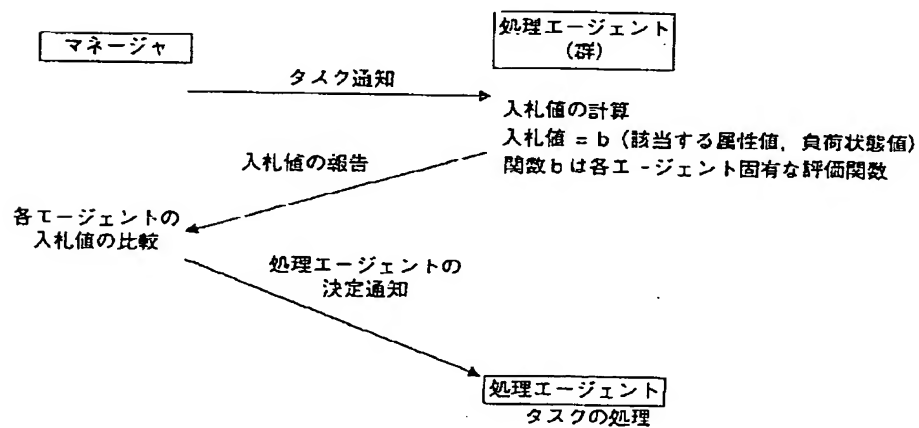 マネージャ
処理エージェント
(群)
タスク通知
入札値の計算
入札値 = b (該当する属性値, 負荷状態値)
関数bは各エージェント固有な評価関数
入札値の報告
各エージェントの
入札値の比較
処理エージェントの
決定通知
処理エージェント
タスクの処理